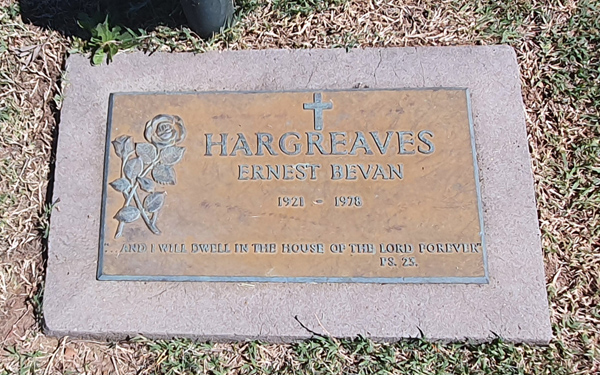 HARGREAVES
ERNEST BEVAN
1921 - 1978
"...AND I WILL DWELL IN THE HOUSE OF THE LORD FOREVER"
PS. 23.